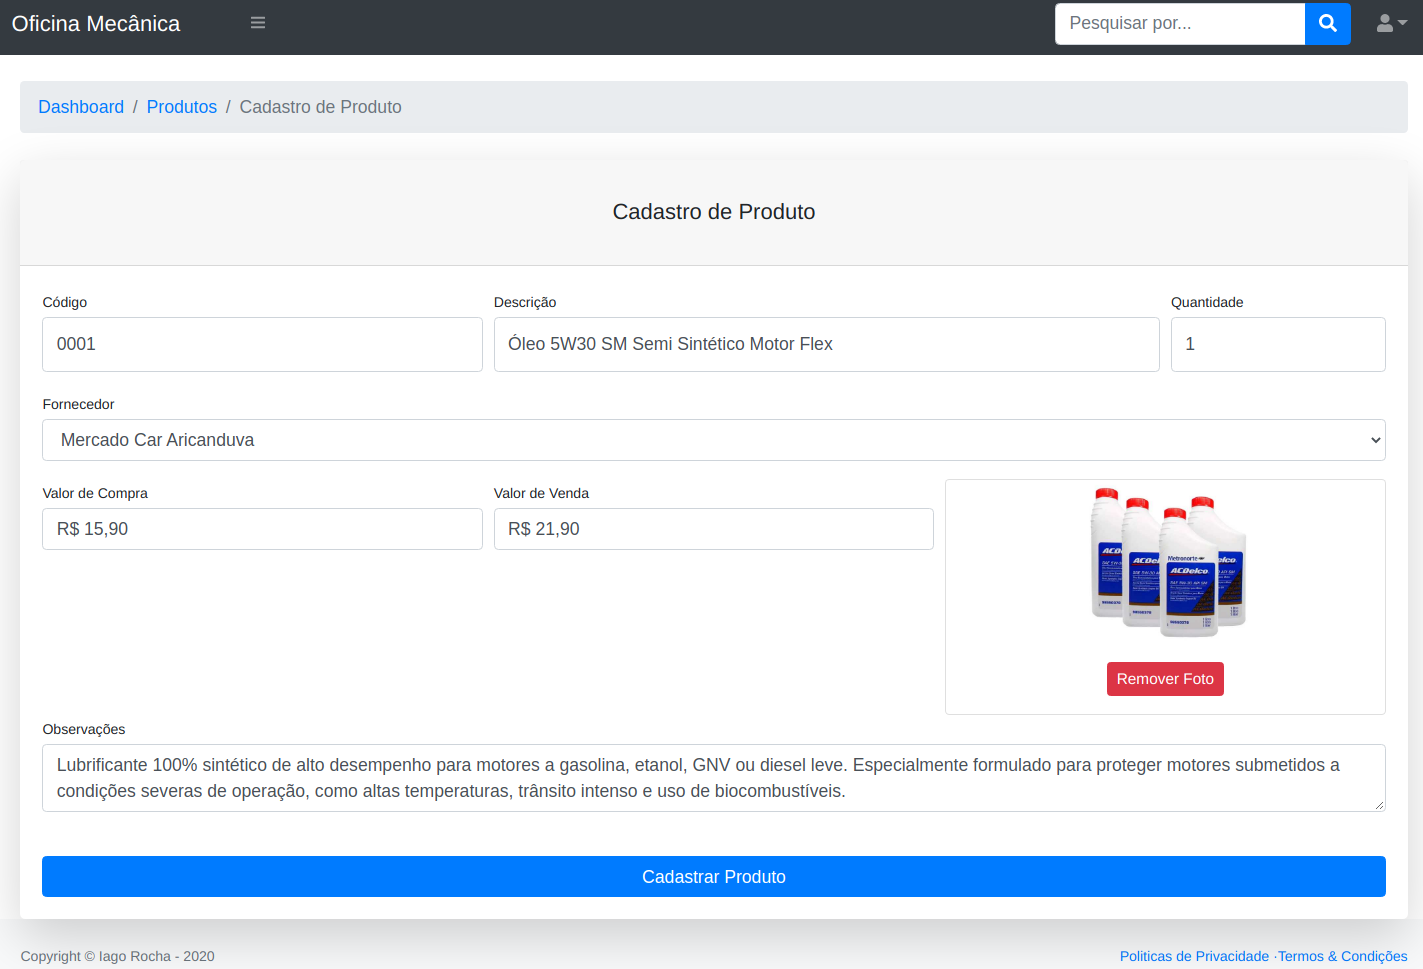 Oficina Mecânica
Pesquisar por...
Dashboard / Produtos / Cadastro de Produto
Cadastro de Produto
Código
Descrição
Quantidade
0001
Óleo 5W30 SM Semi Sintético Motor Flex
1
Fornecedor
Mercado Car Aricanduva
Valor de Compra
Valor de Venda
R$ 15,90
R$ 21,90
Metronorte
ACDelco
Remover Foto
Observações
Lubrificante 100% sintético de alto desempenho para motores a gasolina, etanol, GNV ou diesel leve. Especialmente formulado para proteger motores submetidos a
condições severas de operação, como altas temperaturas, trânsito intenso e uso de biocombustíveis.
Cadastrar Produto
Copyright © Iago Rocha - 2020
Politicas de Privacidade ·Termos & Condições